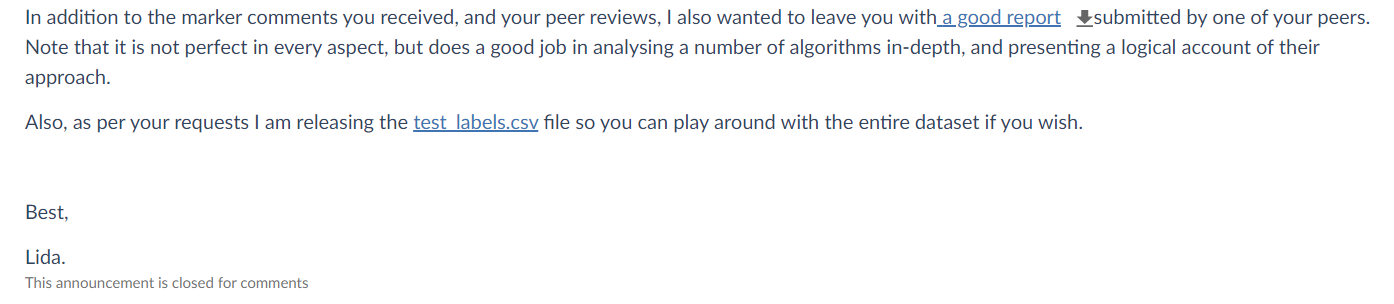 In addition to the marker comments you received, and your peer reviews, I also wanted to leave you with a good report submitted by one of your peers.
Note that it is not perfect in every aspect, but does a good job in analysing a number of algorithms in-depth, and presenting a logical account of their
approach.
Also, as per your requests I am releasing the test_labels.csv file so you can play around with the entire dataset if you wish.
Best,
Lida.
This announcement is closed for comments